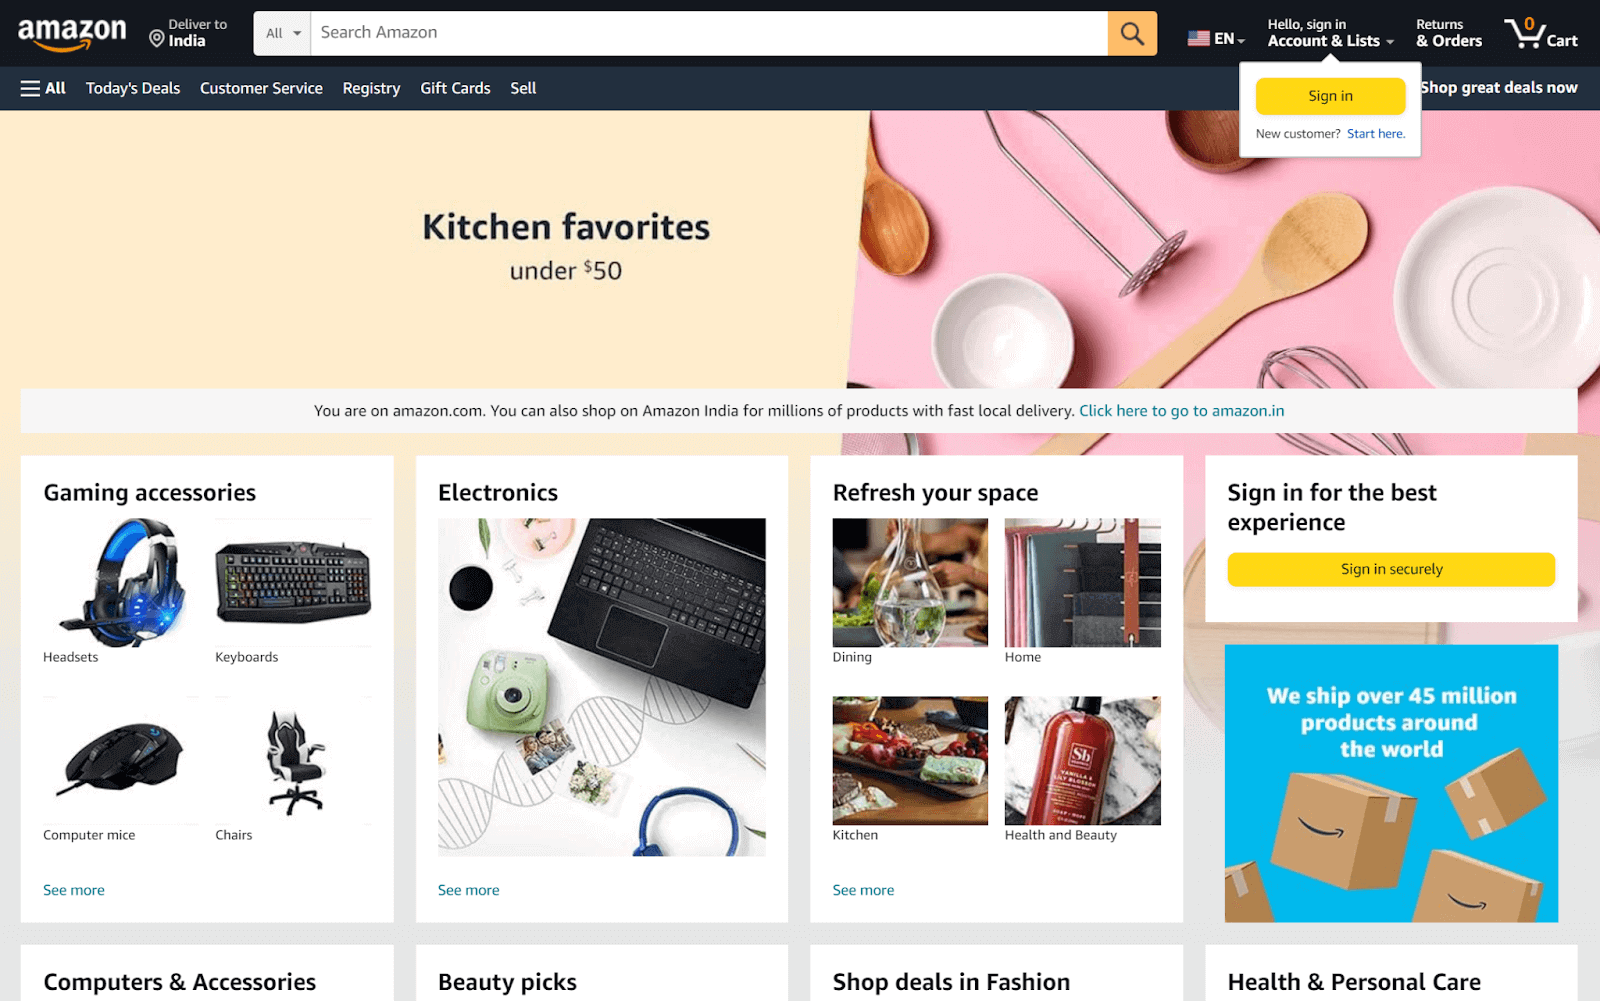 amazon
Deliver to
India
All
Search Amazon
EN
Hello, sign in
Account & Lists
Returns
& Orders
0
Cart
All
Today's Deals
Customer Service
Registry
Gift Cards
Sell
Shop great deals now
Sign in
New customer? Start here.
Kitchen favorites
under $50
You are on amazon.com. You can also shop on Amazon India for millions of products with fast local delivery. Click here to go to amazon.in
Gaming accessories
Headsets
Keyboards
Computer mice
Chairs
See more
Electronics
See more
Refresh your space
Dining
Home
Kitchen
Sb
VANILLA &
LILY BLOSSOM
Health and Beauty
See more
Sign in for the best
experience
Sign in securely
We ship over 45 million
products around
the world
Computers & Accessories
Beauty picks
Shop deals in Fashion
Health & Personal Care